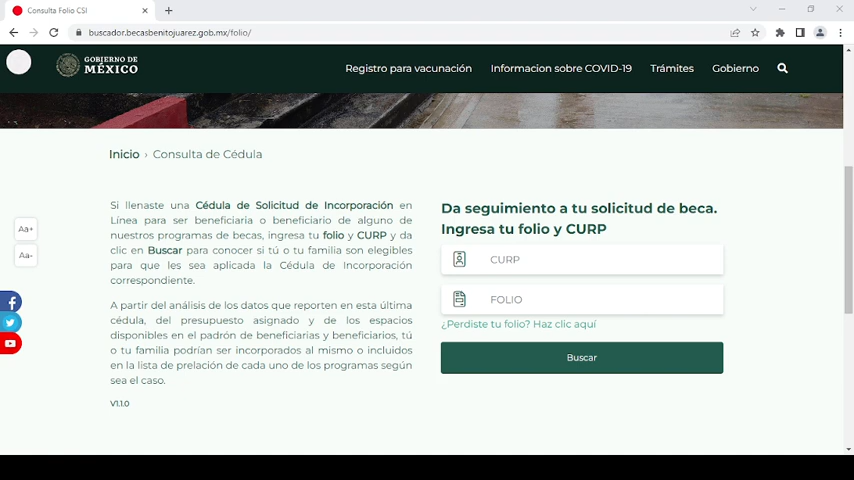 Consulta Folio CSI
buscador.becasbenitojuarez.gob.mx/folio/
GOBIERNO DE
MÉXICO
Registro para vacunación
Informacion sobre COVID-19
Trámites
Gobierno
Inicio › Consulta de Cédula
Aa+
Aa-
Si llenaste una Cédula de Solicitud de Incorporación en
Línea para ser beneficiaria o beneficiario de alguno de
nuestros programas de becas, ingresa tu folio y CURP y da
clic en Buscar para conocer si tú o tu familia son elegibles
para que les sea aplicada la Cédula de Incorporación
correspondiente.
A partir del análisis de los datos que reporten en esta última
cédula, del presupuesto asignado y de los espacios
disponibles en el padrón de beneficiarias y beneficiarios, tú
o tu familia podrían ser incorporados al mismo o incluidos
en la lista de prelación de cada uno de los programas según
sea el caso.
V1.1.0
Da seguimiento a tu solicitud de beca.
Ingresa tu folio y CURP
CURP
FOLIO
¿Perdiste tu folio? Haz clic aquí
Buscar